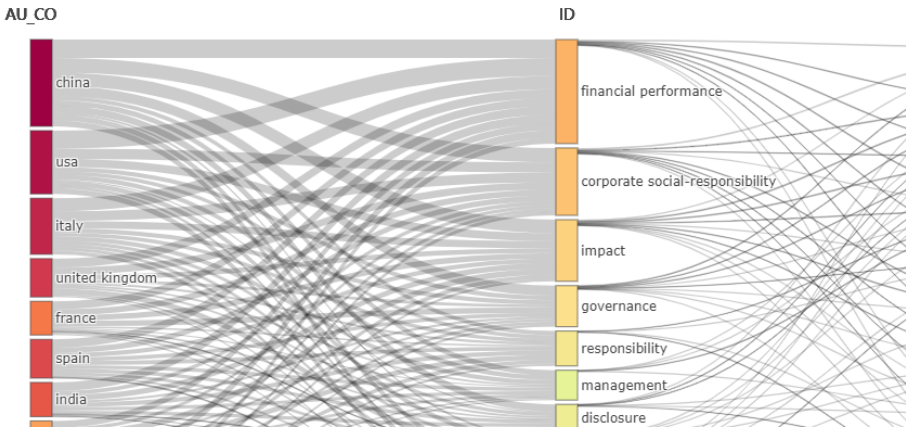 AU_CO
ID
china
usa
italy
united kingdom
france
spain
india
financial performance
corporate social-responsibility
impact
governance
responsibility
management
disclosure